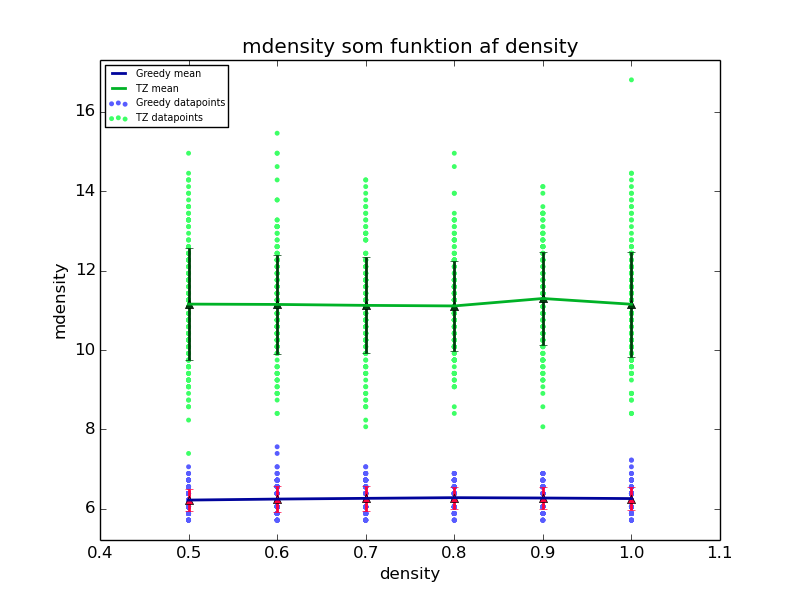 mdensity som funktion af density
Greedy mean
TZ mean
Greedy datapoints
TZ datapoints
16
14
12
10
8
6
mdensity
0.4 0.5 0.6 0.7 0.8 0.9 1.0 1.1
density